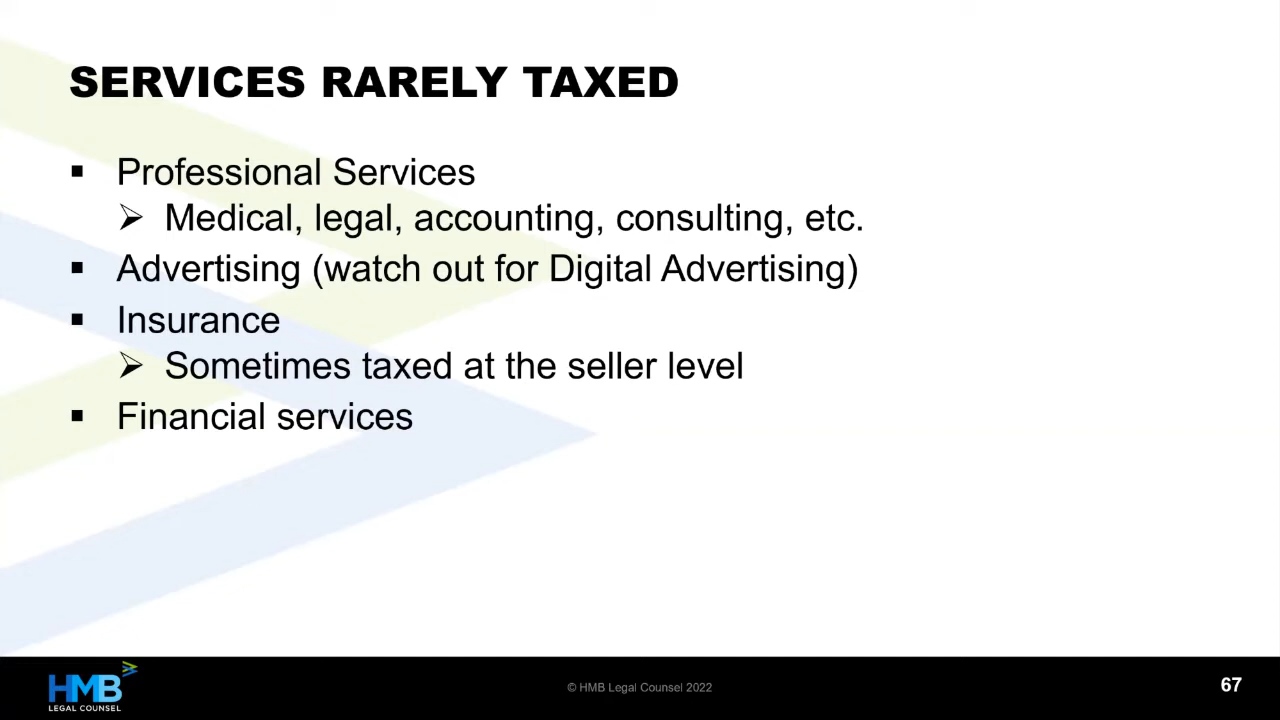 SERVICES RARELY TAXED
▪ Professional Services
➢ Medical, legal, accounting, consulting, etc.
▪ Advertising (watch out for Digital Advertising)
▪ Insurance
➢ Sometimes taxed at the seller level
▪ Financial services
HMB
LEGAL COUNSEL
© HMB Legal Counsel 2022
67